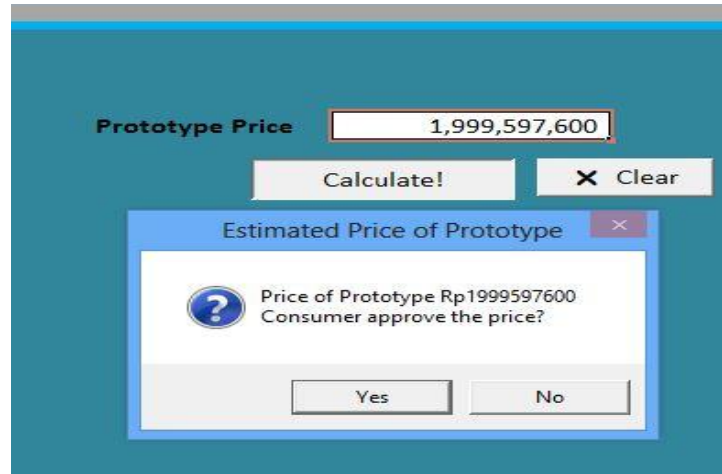 Prototype Price 1,999,597,600
Calculate! Clear
Estimated Price of Prototype
Price of Prototype Rp1999597600
Consumer approve the price?
Yes No